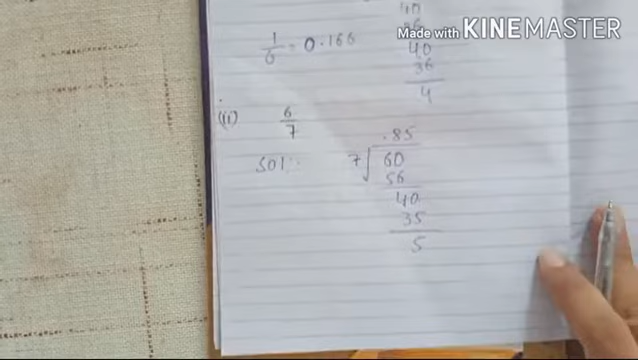 40
36
Made with KINEMASTER
1/6 = 0.166
40
36
4
(ii) 6/7
.85
SOl:- 7√60
56
40
35
5